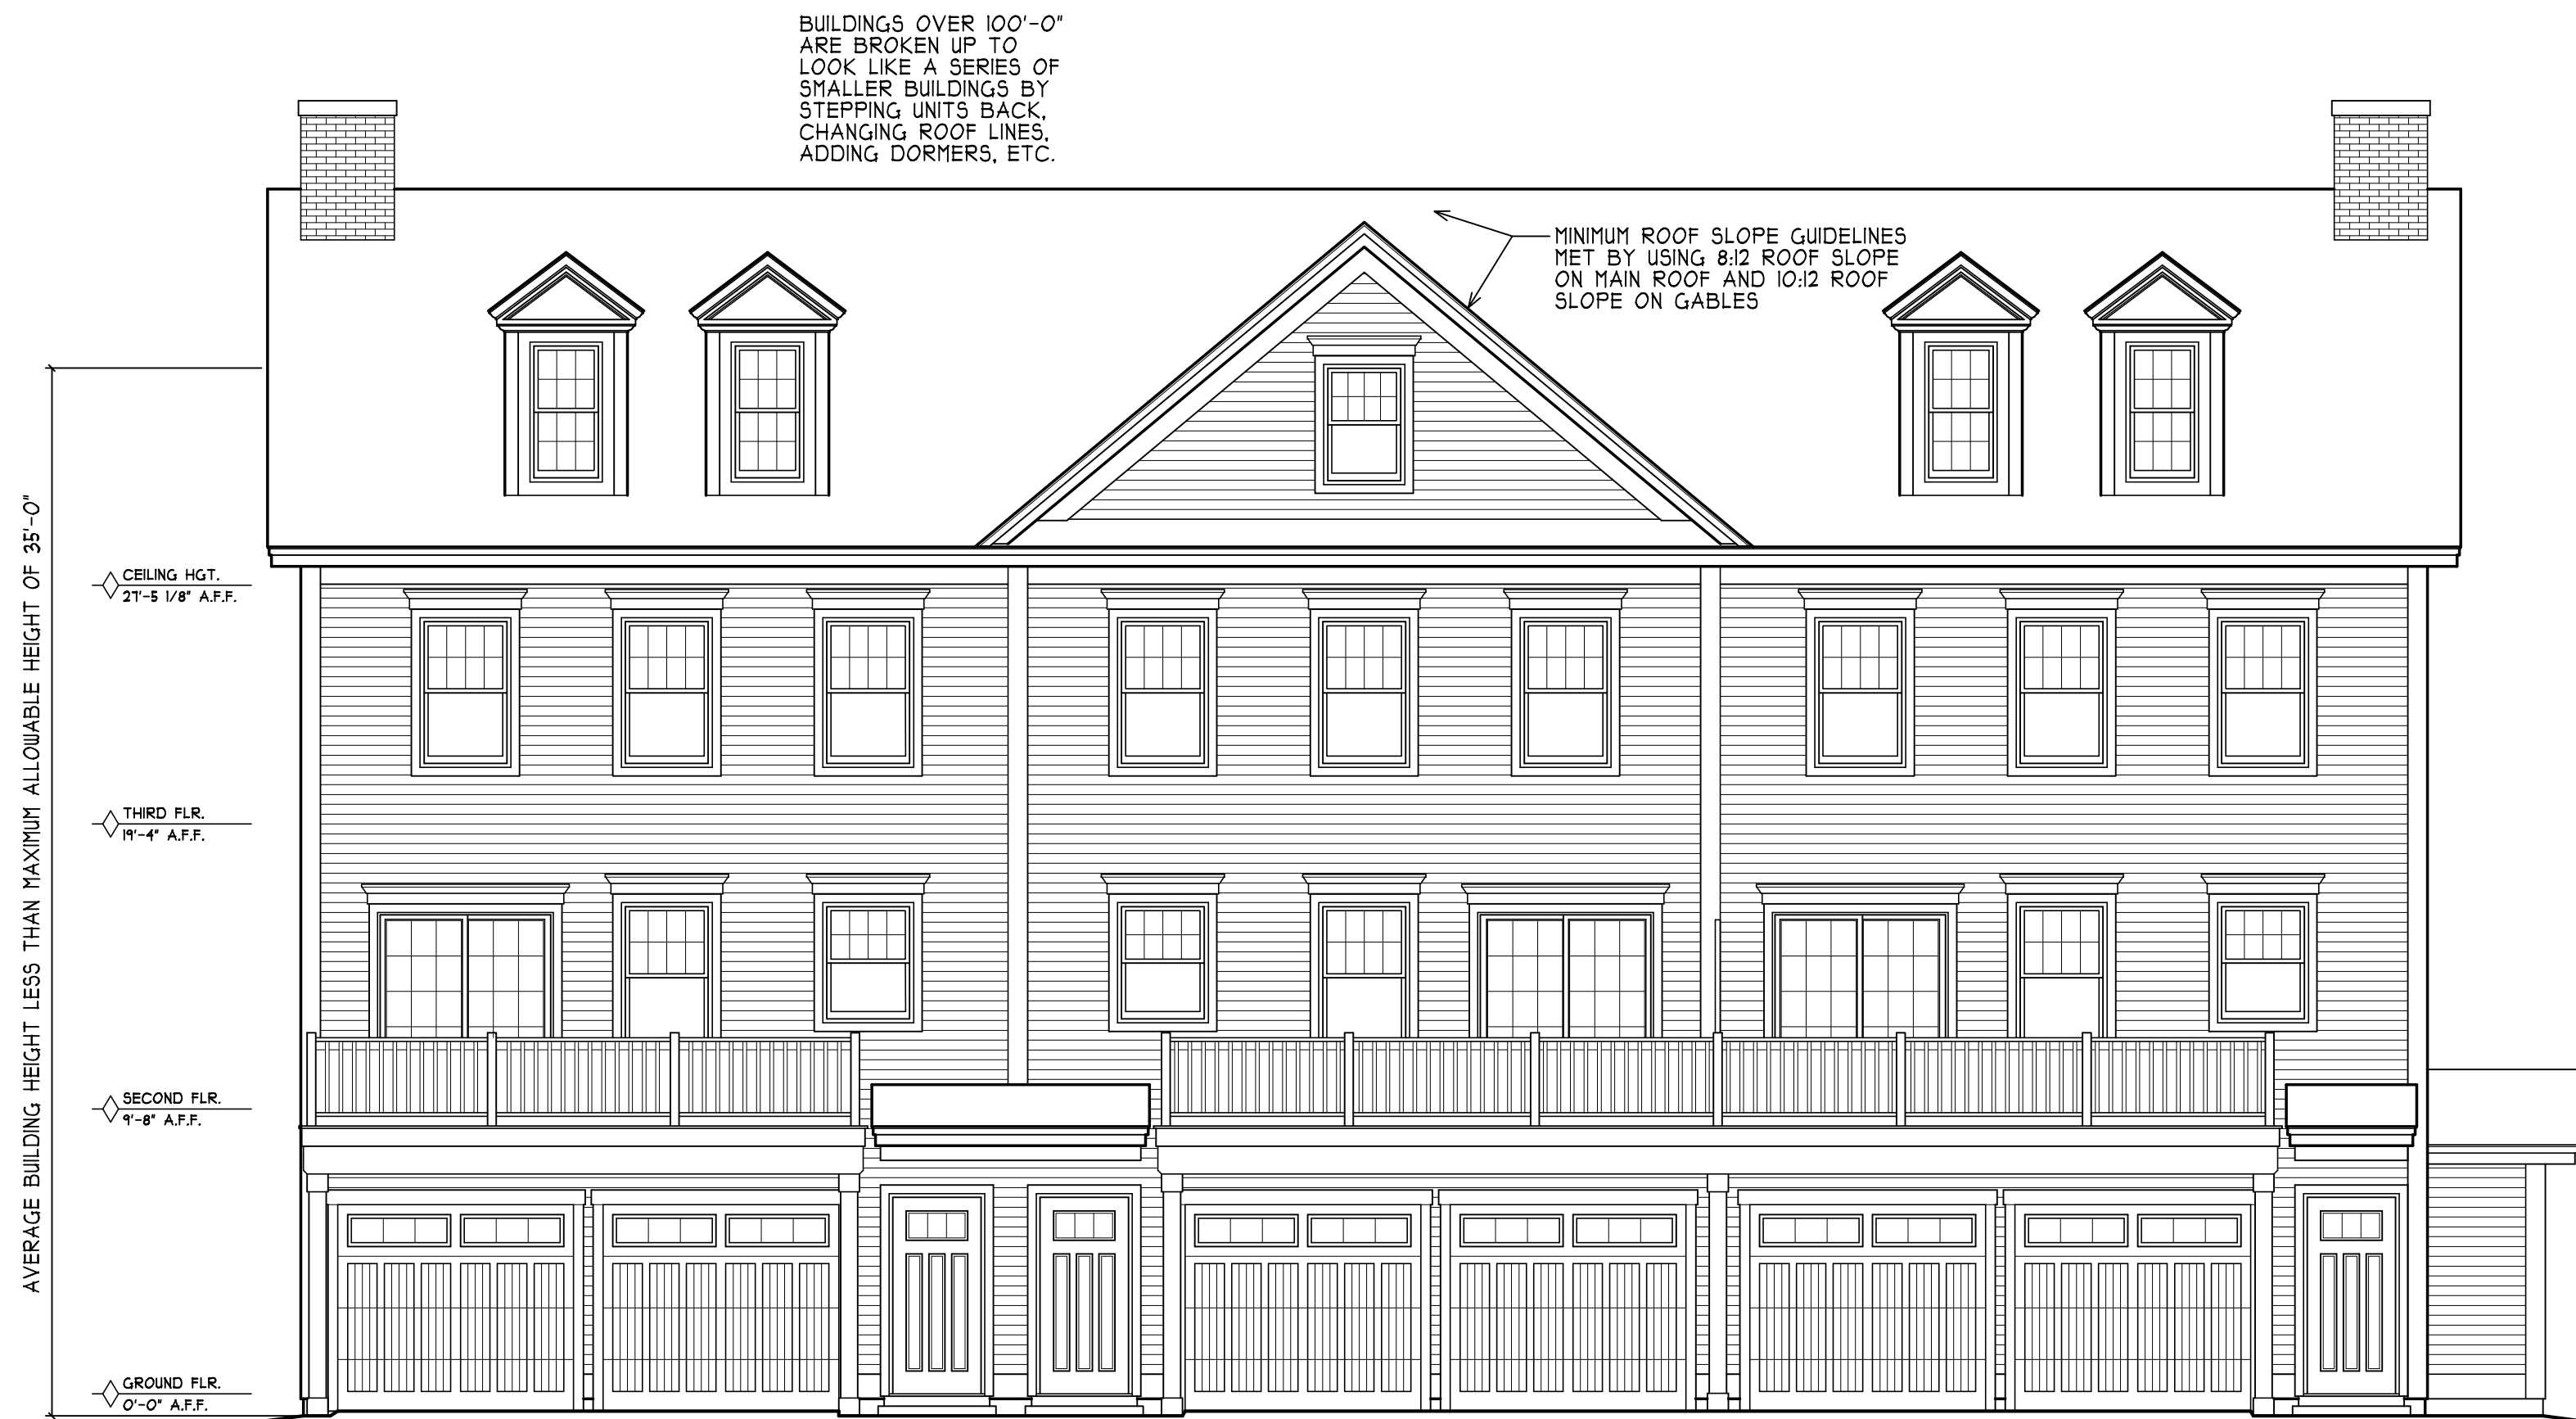 BUILDINGS OVER 100'-0"
ARE BROKEN UP TO
LOOK LIKE A SERIES OF
SMALLER BUILDINGS BY
STEPPING UNITS BACK,
CHANGING ROOF LINES,
ADDING DORMERS, ETC.
MINIMUM ROOF SLOPE GUIDELINES
MET BY USING 8:12 ROOF SLOPE
ON MAIN ROOF AND 10:12 ROOF
SLOPE ON GABLES
AVERAGE BUILDING HEIGHT LESS THAN MAXIMUM ALLOWABLE HEIGHT OF 35'-0"
CEILING HGT.
27'-5 1/8" A.F.F.
THIRD FLR.
19'-4" A.F.F.
SECOND FLR.
9'-8" A.F.F.
GROUND FLR.
0'-0" A.F.F.